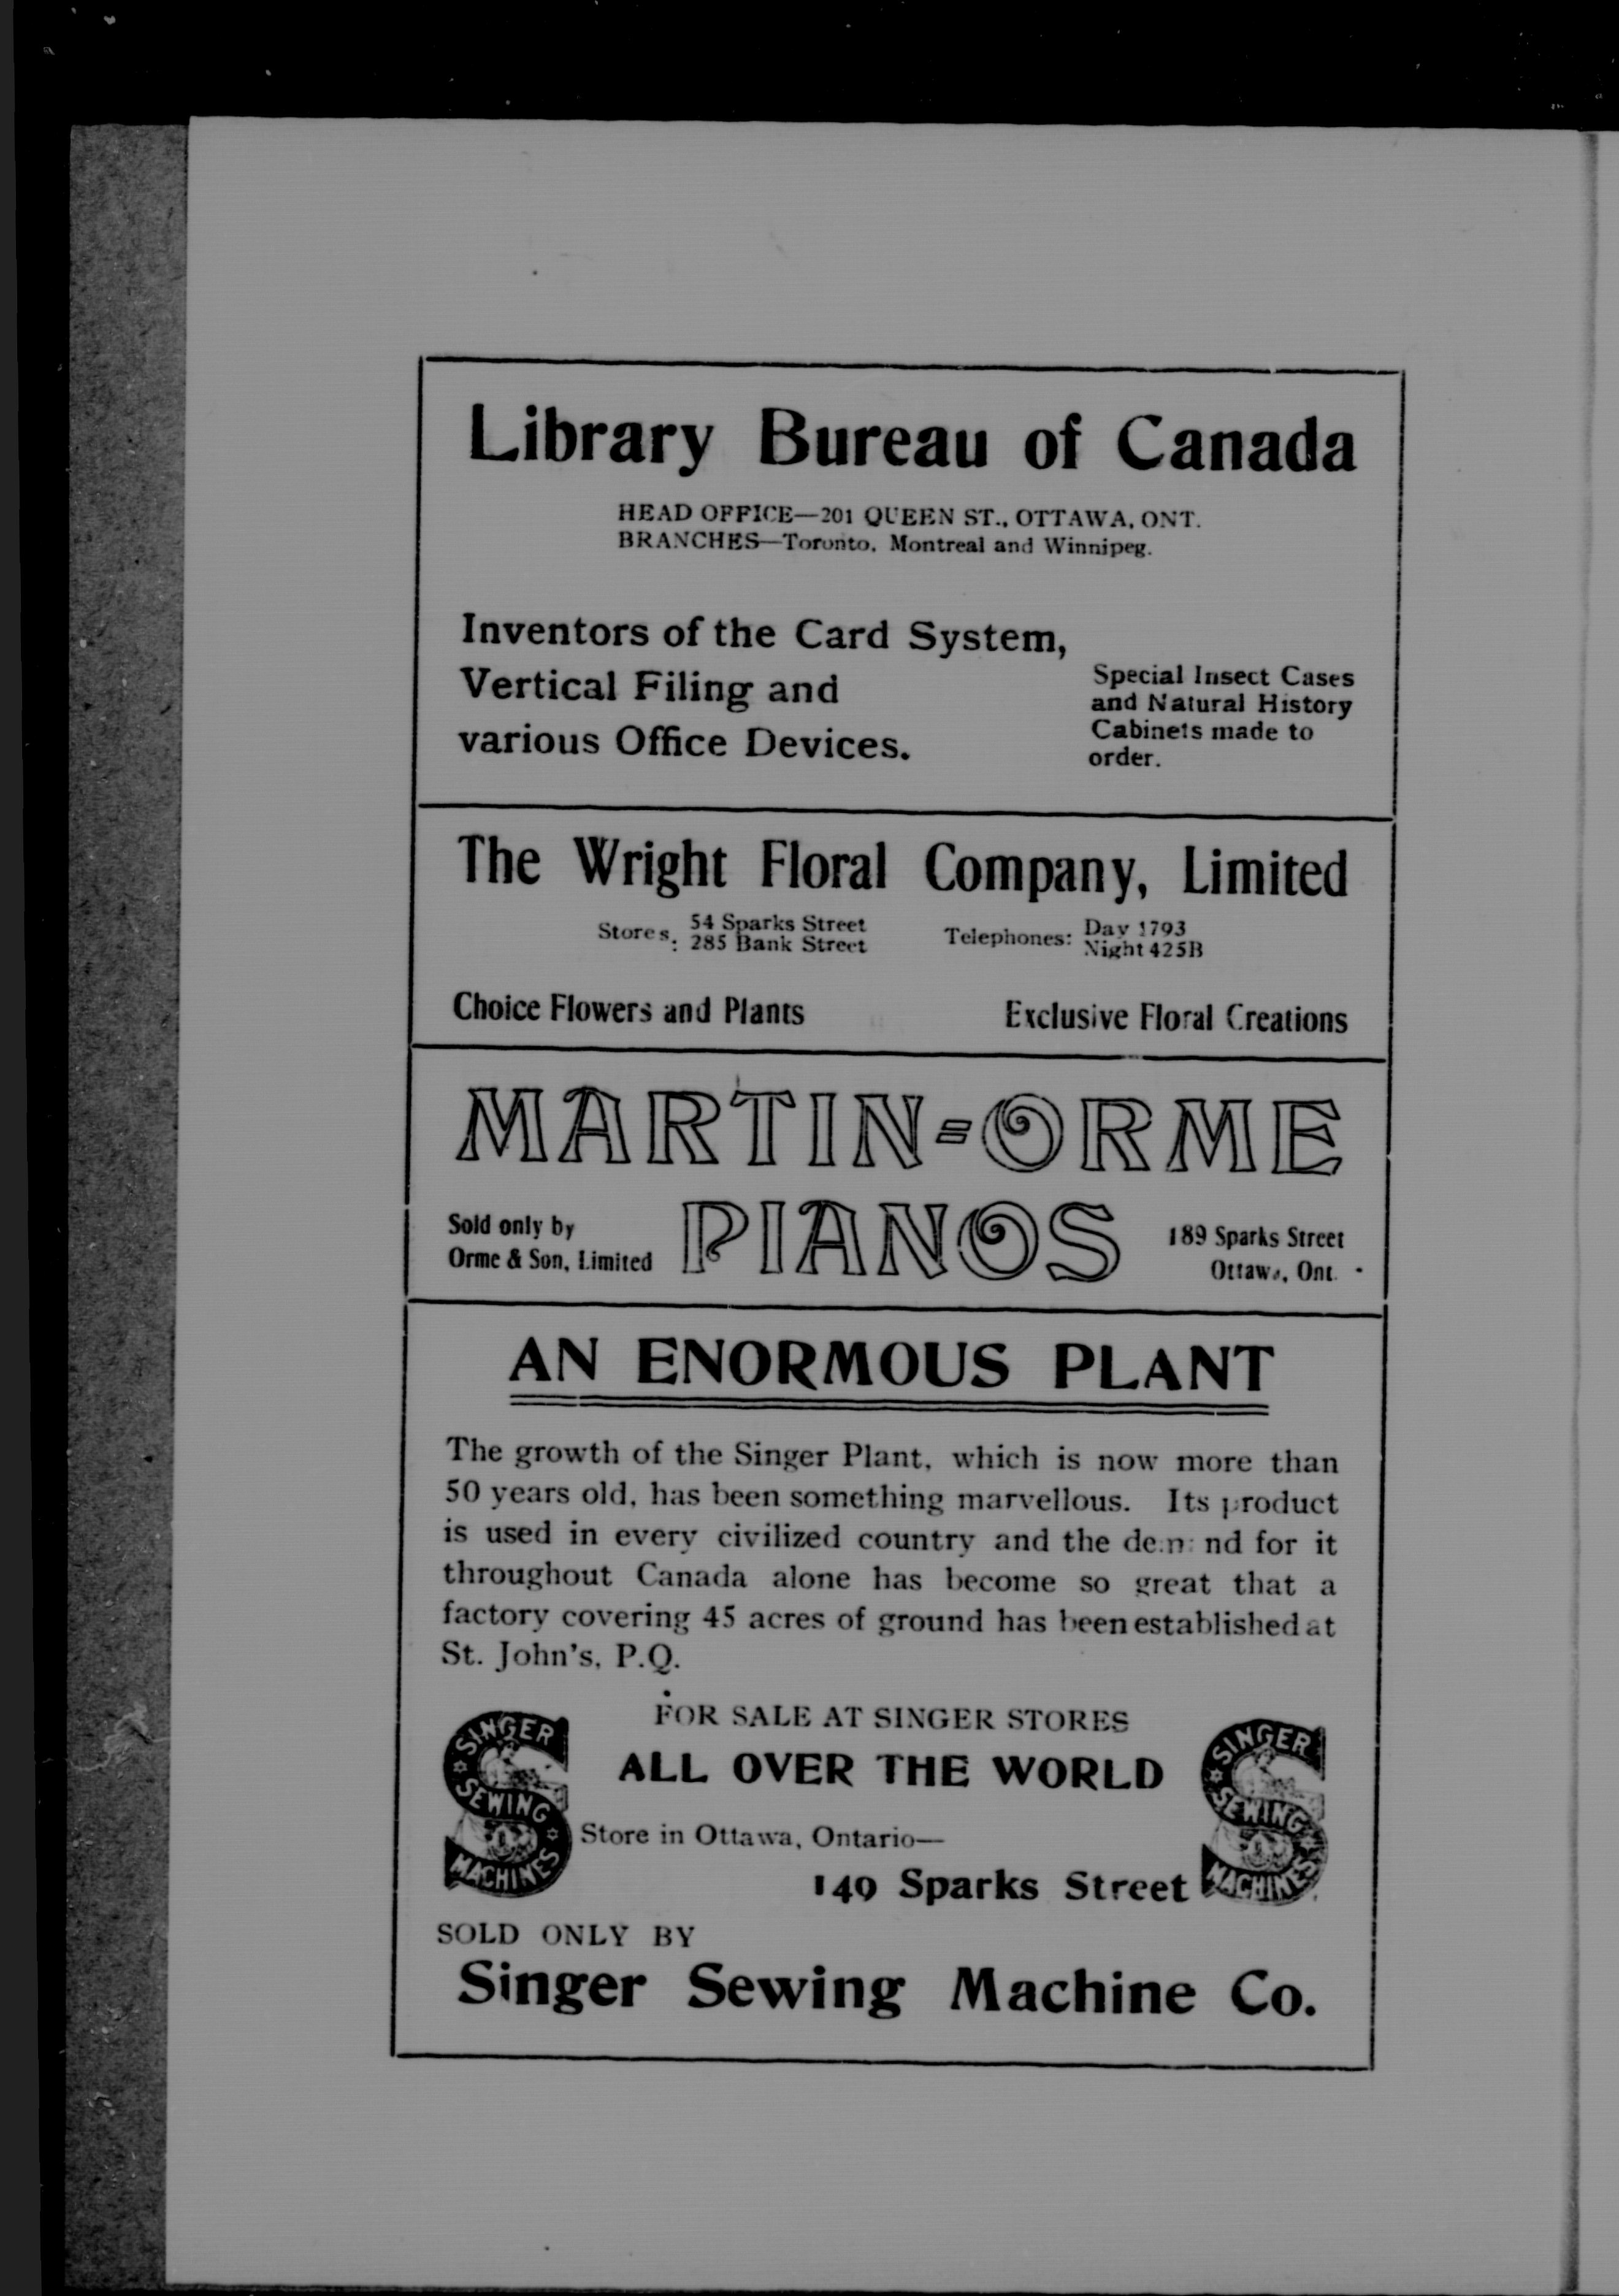 Library Bureau of Canada
HEAD OFFICE—201 QUEEN ST., OTTAWA, ONT.
BRANCHES—Toronto, Montreal and Winnipeg.
Inventors of the Card System,
Vertical Filing and
various Office Devices.
Special Insect Cases
and Natural History
Cabinets made to
order.
The Wright Floral Company, Limited
Stores: 54 Sparks Street
285 Bank Street
Telephones: Day 1793
Night 425B
Choice Flowers and Plants
Exclusive Floral Creations
MARTIN=ORME
PIANOS
Sold only by
Orme & Son, Limited
189 Sparks Street
Ottawa, Ont.
AN ENORMOUS PLANT
The growth of the Singer Plant, which is now more than
50 years old, has been something marvellous. Its product
is used in every civilized country and the demand for it
throughout Canada alone has become so great that a
factory covering 45 acres of ground has been established at
St. John's, P.Q.
FOR SALE AT SINGER STORES
ALL OVER THE WORLD
SINGER
SEWING
MACHINES
Store in Ottawa, Ontario—
149 Sparks Street
SINGER
SEWING
MACHINES
SOLD ONLY BY
Singer Sewing Machine Co.